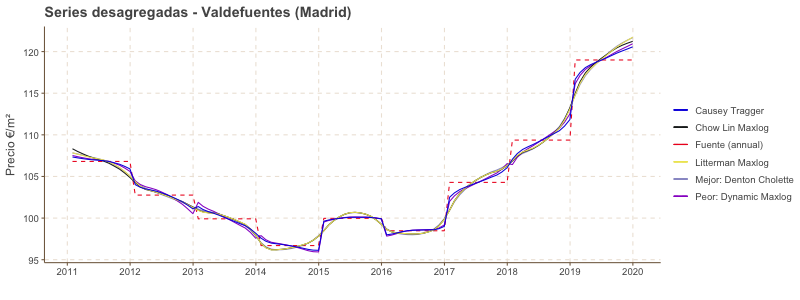 Series desagregadas - Valdefuentes (Madrid)
Precio €/m²
120
115
110
105
100
95
2011 2012 2013 2014 2015 2016 2017 2018 2019 2020
Causey Tragger
Chow Lin Maxlog
Fuente (annual)
Litterman Maxlog
Mejor: Denton Cholette
Peor: Dynamic Maxlog